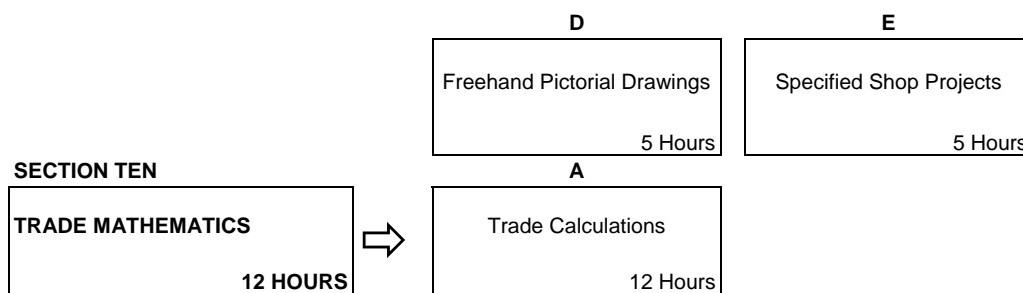 D E
Freehand Pictorial Drawings Specified Shop Projects
5 Hours 5 Hours
SECTION TEN A
TRADE MATHEMATICS Trade Calculations
12 HOURS 12 Hours